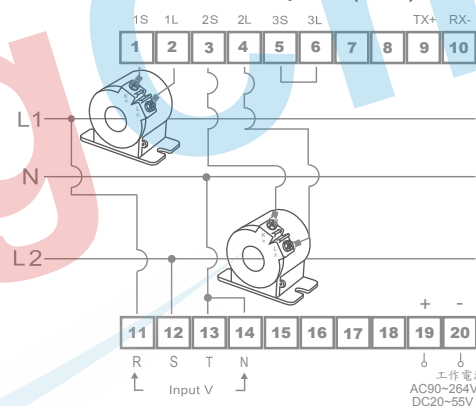 1S 1L 2S 2L 3S 3L TX+ RX-
1 2 3 4 5 6 7 8 9 10
L1
N
L2
+ -
11 12 13 14 15 16 17 18 19 20
R S T N
Input V
工作電
AC90~264V
DC20~55V